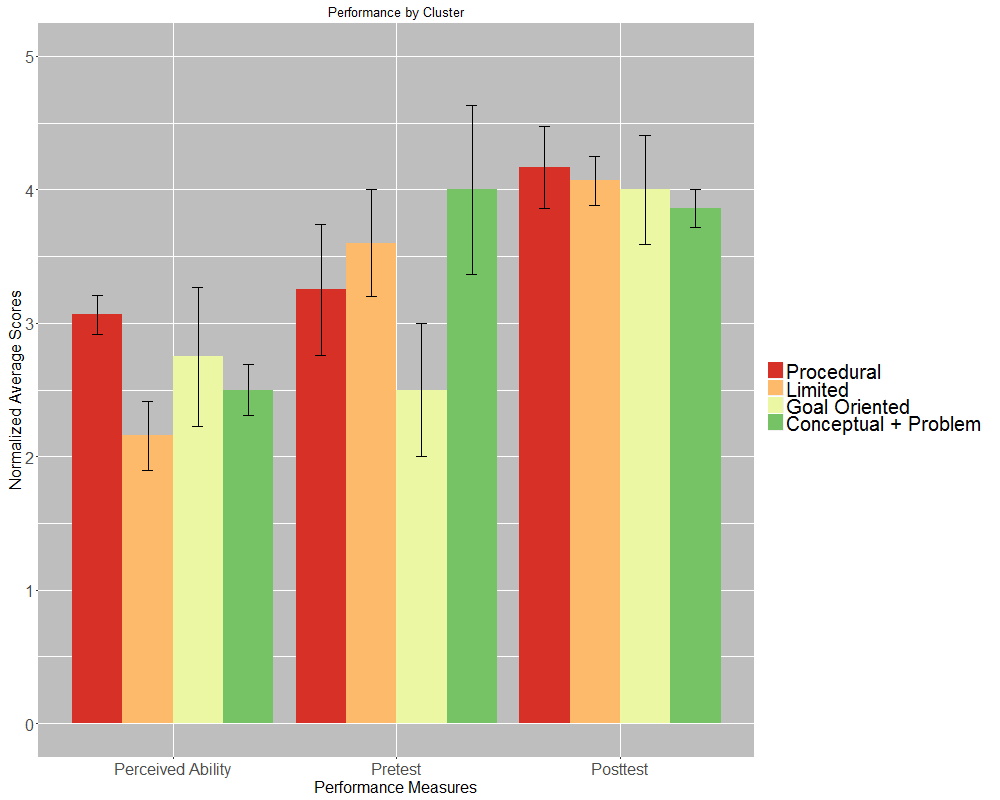 Performance by Cluster
Normalized Average Scores
5
4
3
2
1
0
Perceived Ability
Pretest
Posttest
Performance Measures
Procedural
Limited
Goal Oriented
Conceptual + Problem